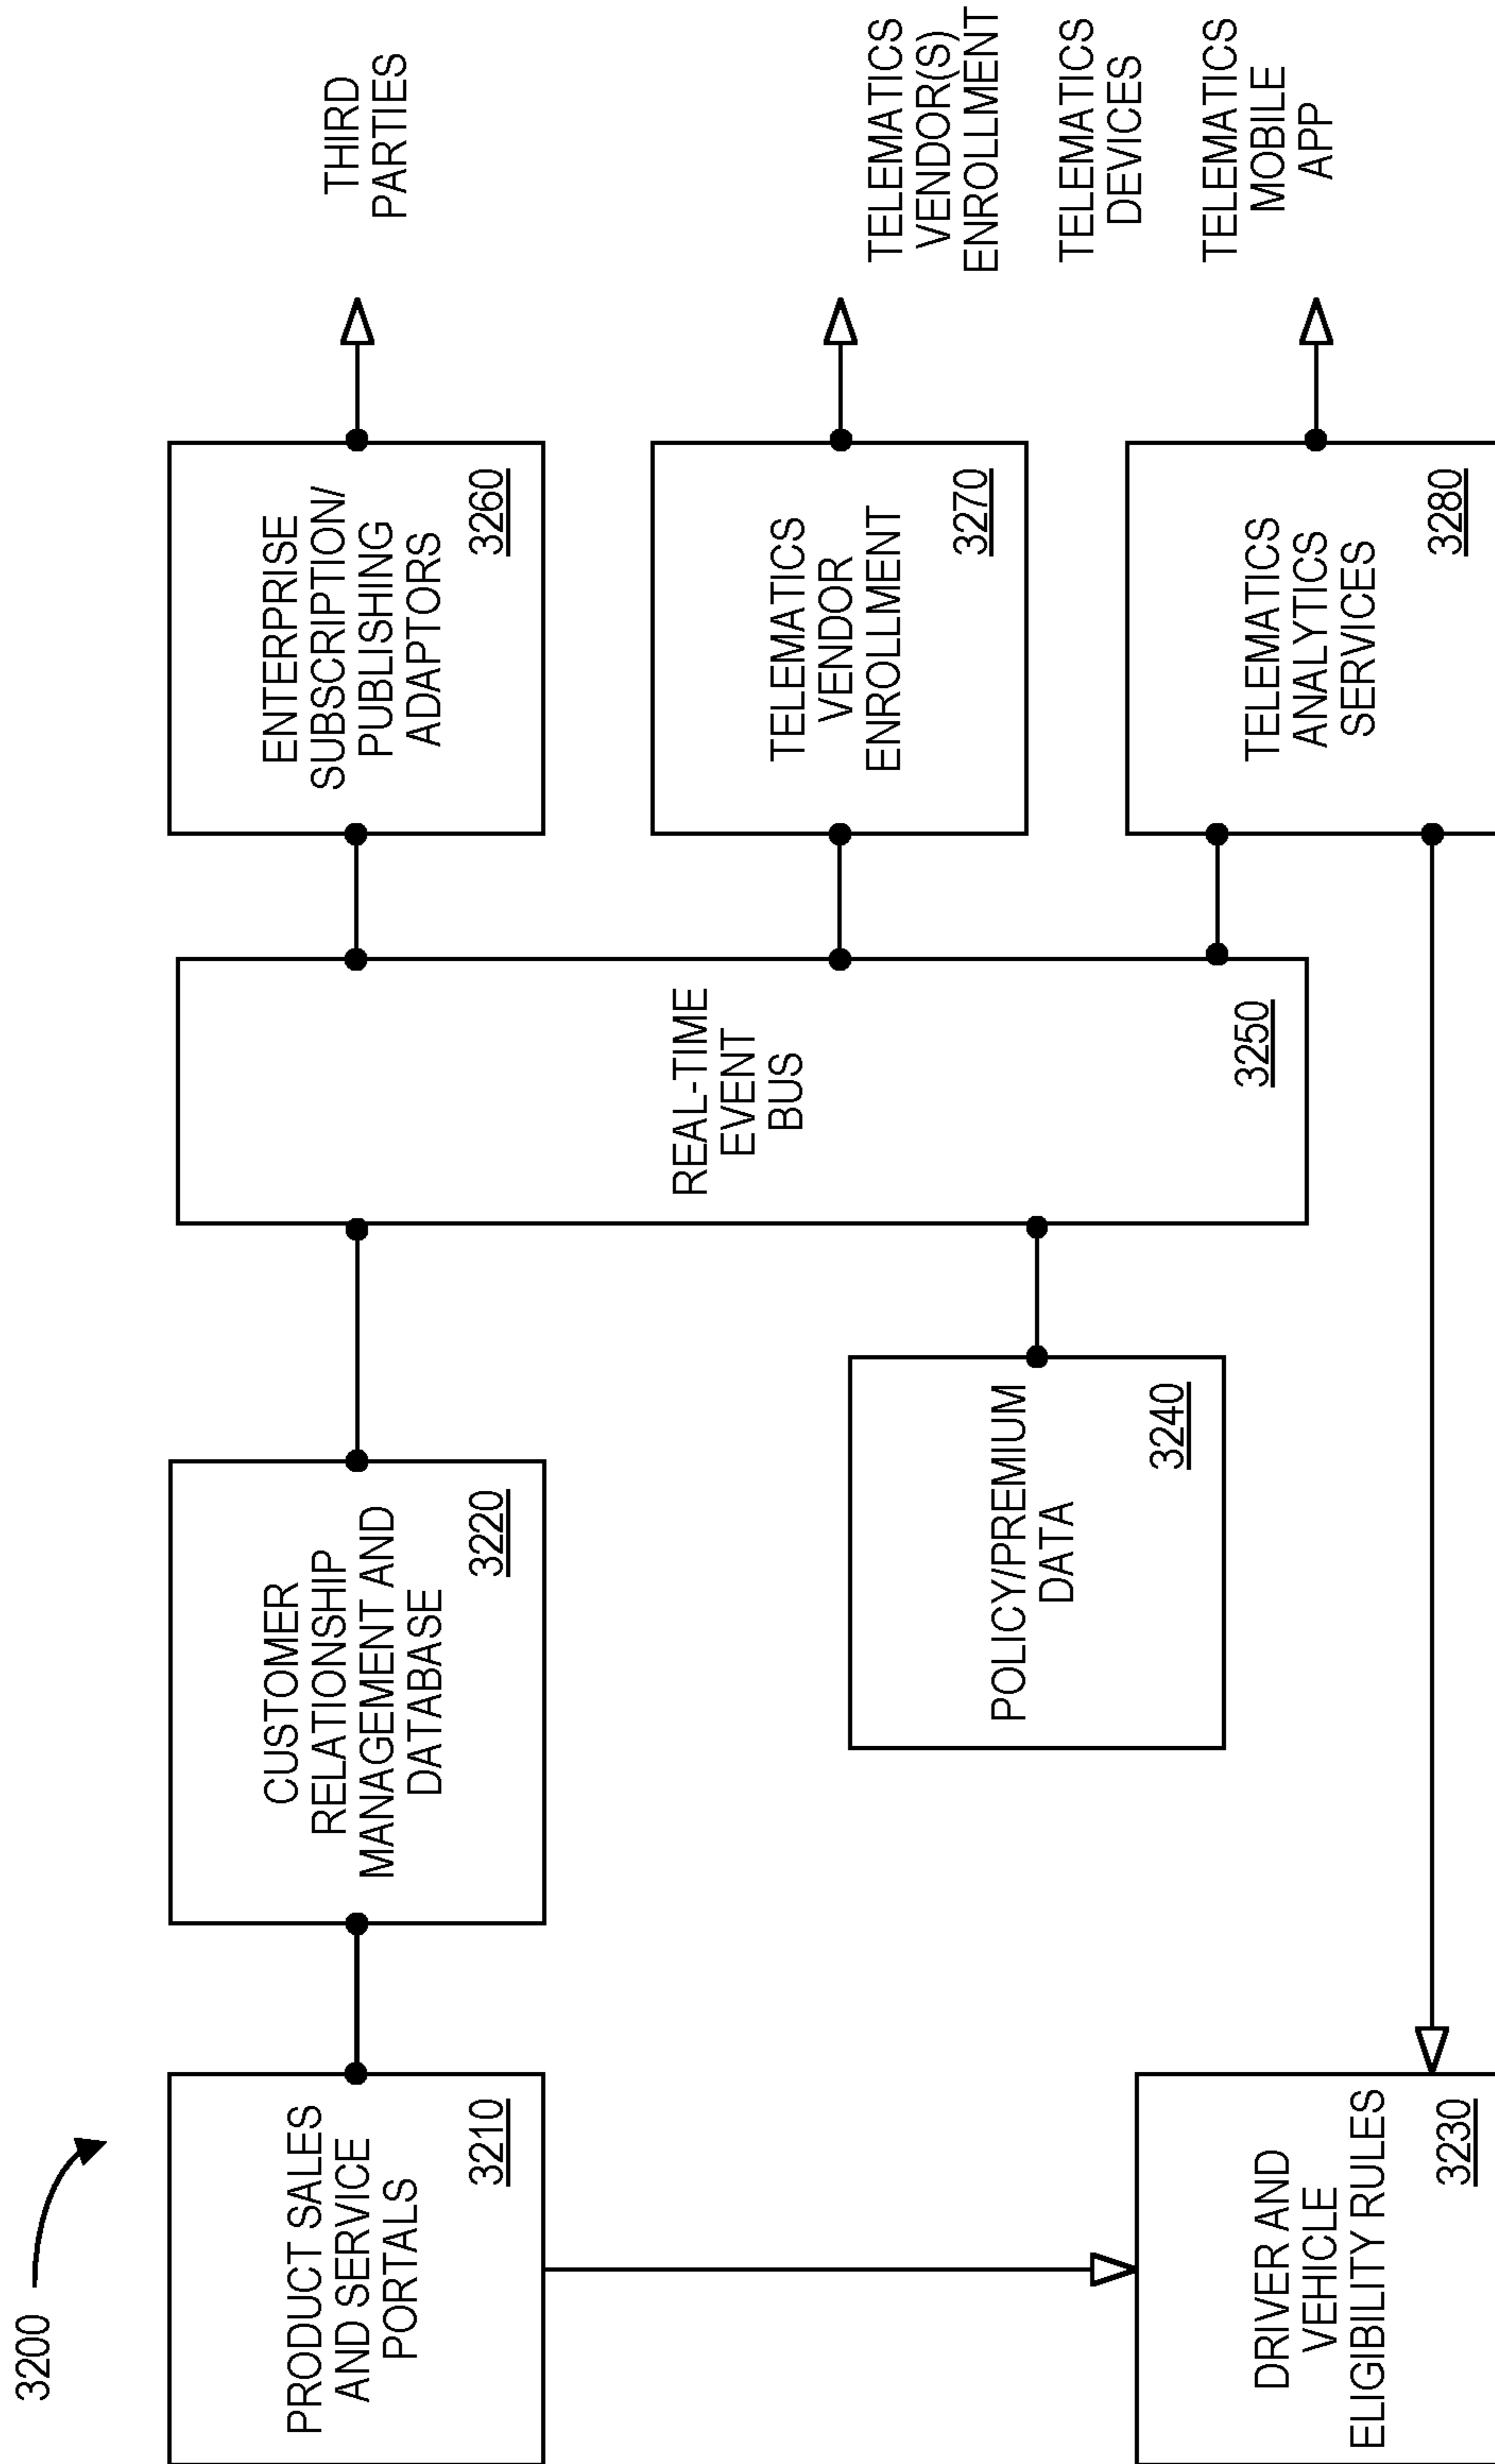 3200
PRODUCT SALES
AND SERVICE
PORTALS
3210
CUSTOMER
RELATIONSHIP
MANAGEMENT AND
DATABASE
3220
DRIVER AND
VEHICLE
ELIGIBILITY RULES
3230
POLICY/PREMIUM
DATA
3240
REAL-TIME
EVENT
BUS
3250
ENTERPRISE
SUBSCRIPTION/
PUBLISHING
ADAPTORS
3260
TELEMATICS
VENDOR
ENROLLMENT
3270
TELEMATICS
ANALYTICS
SERVICES
3280
THIRD
PARTIES
TELEMATICS
VENDOR(S)
ENROLLMENT
TELEMATICS
DEVICES
TELEMATICS
MOBILE
APP